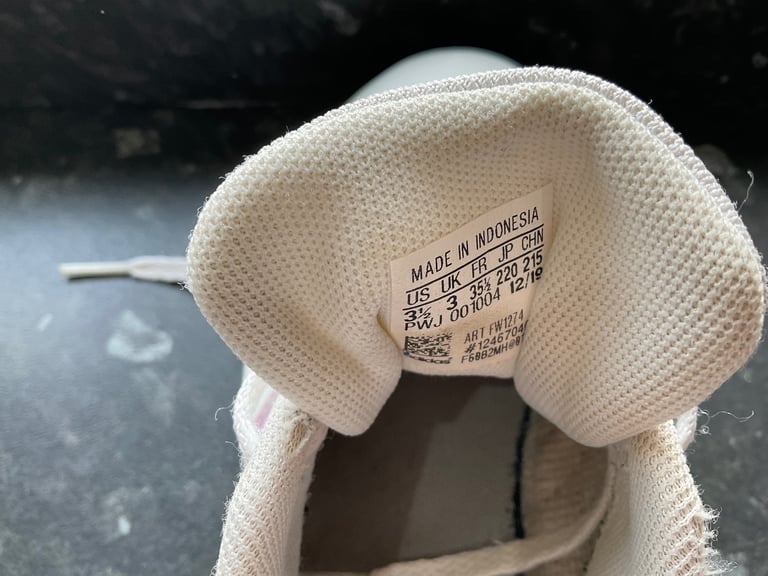 MADE IN INDONESIA
US UK FR JP CHN
3½ 3 35½ 220 215
PWJ 001004 12/19
ART FW1274
adidas